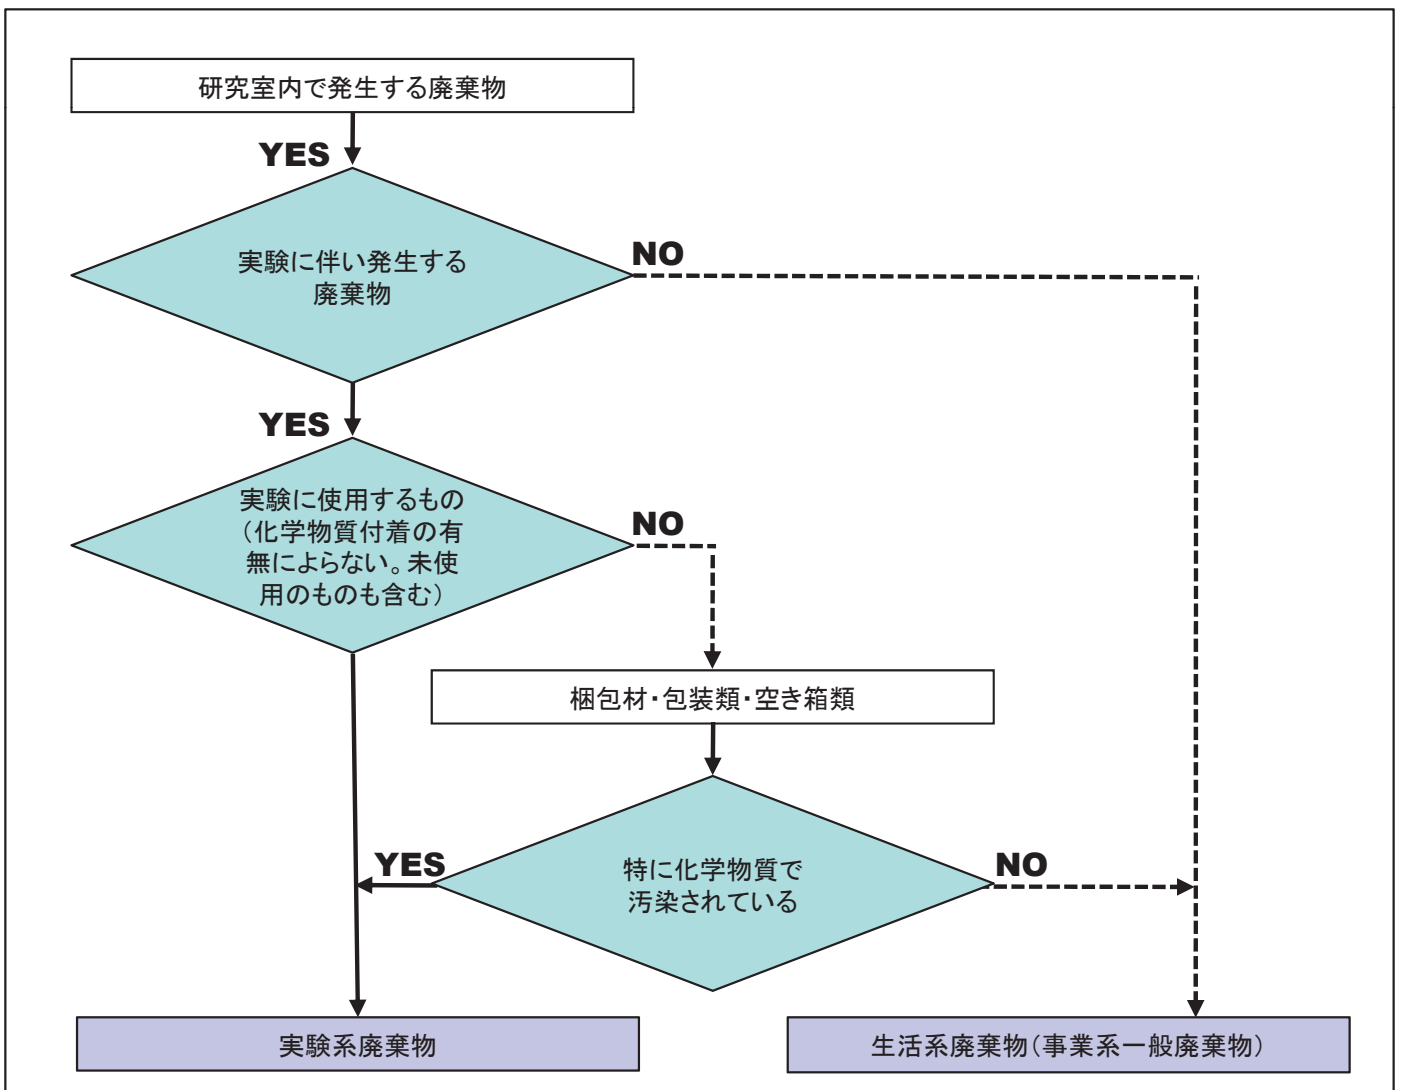 研究室内で発生する廃棄物
YES
実験に伴い発生する
廃棄物
NO
YES
実験に使用するもの
（化学物質付着の有
無によらない。未使
用のものも含む）
NO
梱包材・包装類・空き箱類
特に化学物質で
汚染されている
YES
NO
実験系廃棄物
生活系廃棄物（事業系一般廃棄物）